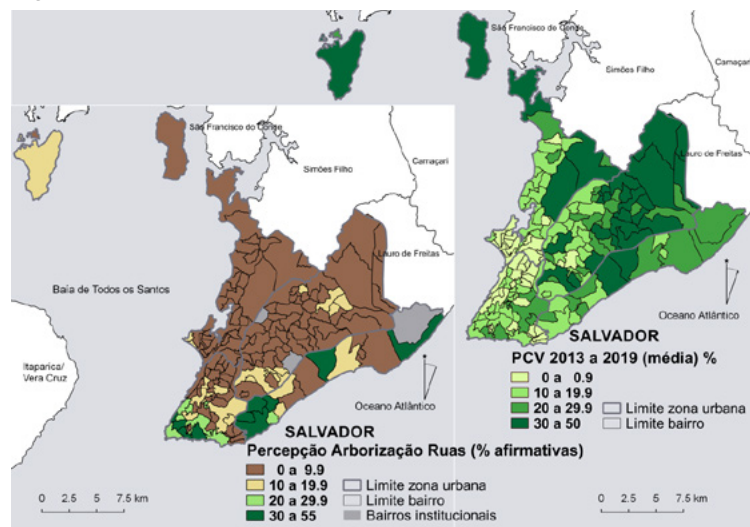 São Francisco do Conde
Camaçari
Simões Filho
Lauro de Freitas
Oceano Atlântico
SALVADOR
PCV 2013 a 2019 (média) %
0 a 0.9
10 a 19.9
20 a 29.9 Limite zona urbana
30 a 50 Limite bairro
0 2.5 5 7.5 km
São Francisco do Conde
Camaçari
Simões Filho
Lauro de Freitas
Baía de Todos os Santos
Itaparica/
Vera Cruz
Oceano Atlântico
SALVADOR
Percepção Arborização Ruas (% afirmativas)
0 a 9.9
10 a 19.9 Limite zona urbana
20 a 29.9 Limite bairro
30 a 55 Bairros institucionais
0 2.5 5 7.5 km